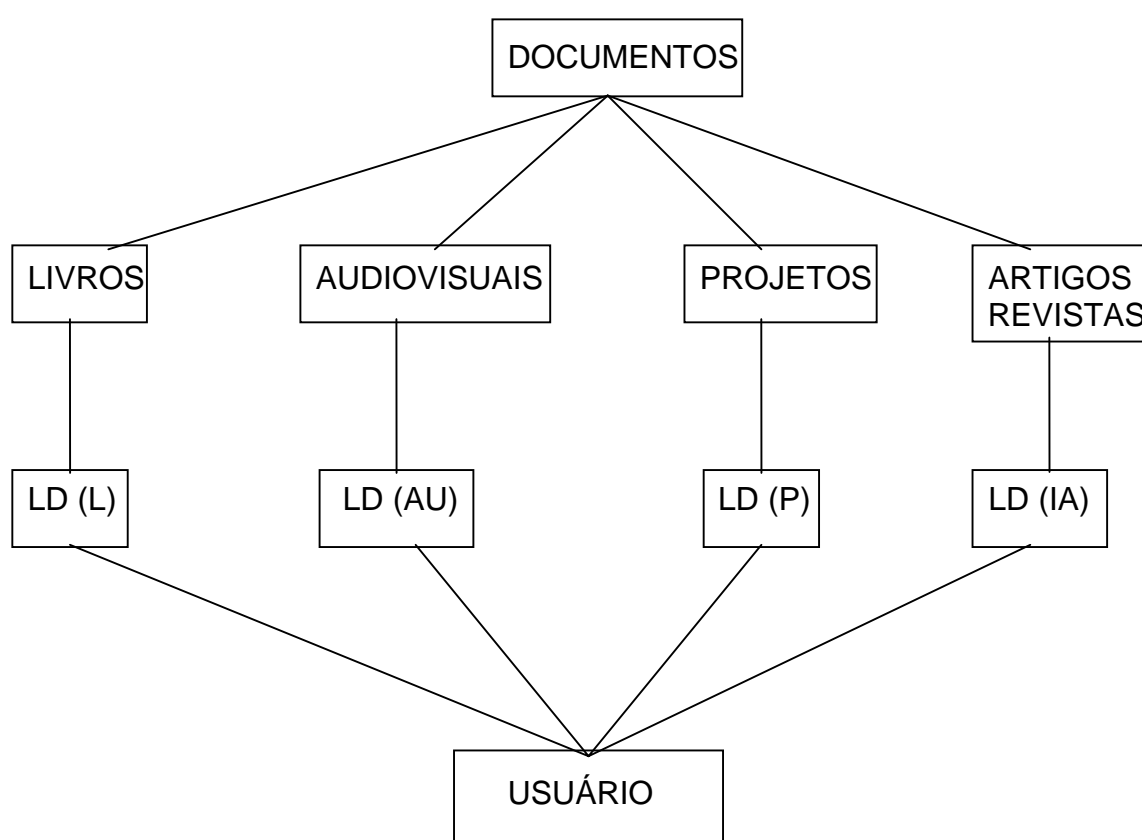 DOCUMENTOS
LIVROS
AUDIOVISUAIS
PROJETOS
ARTIGOS
REVISTAS
LD (L)
LD (AU)
LD (P)
LD (IA)
USUÁRIO